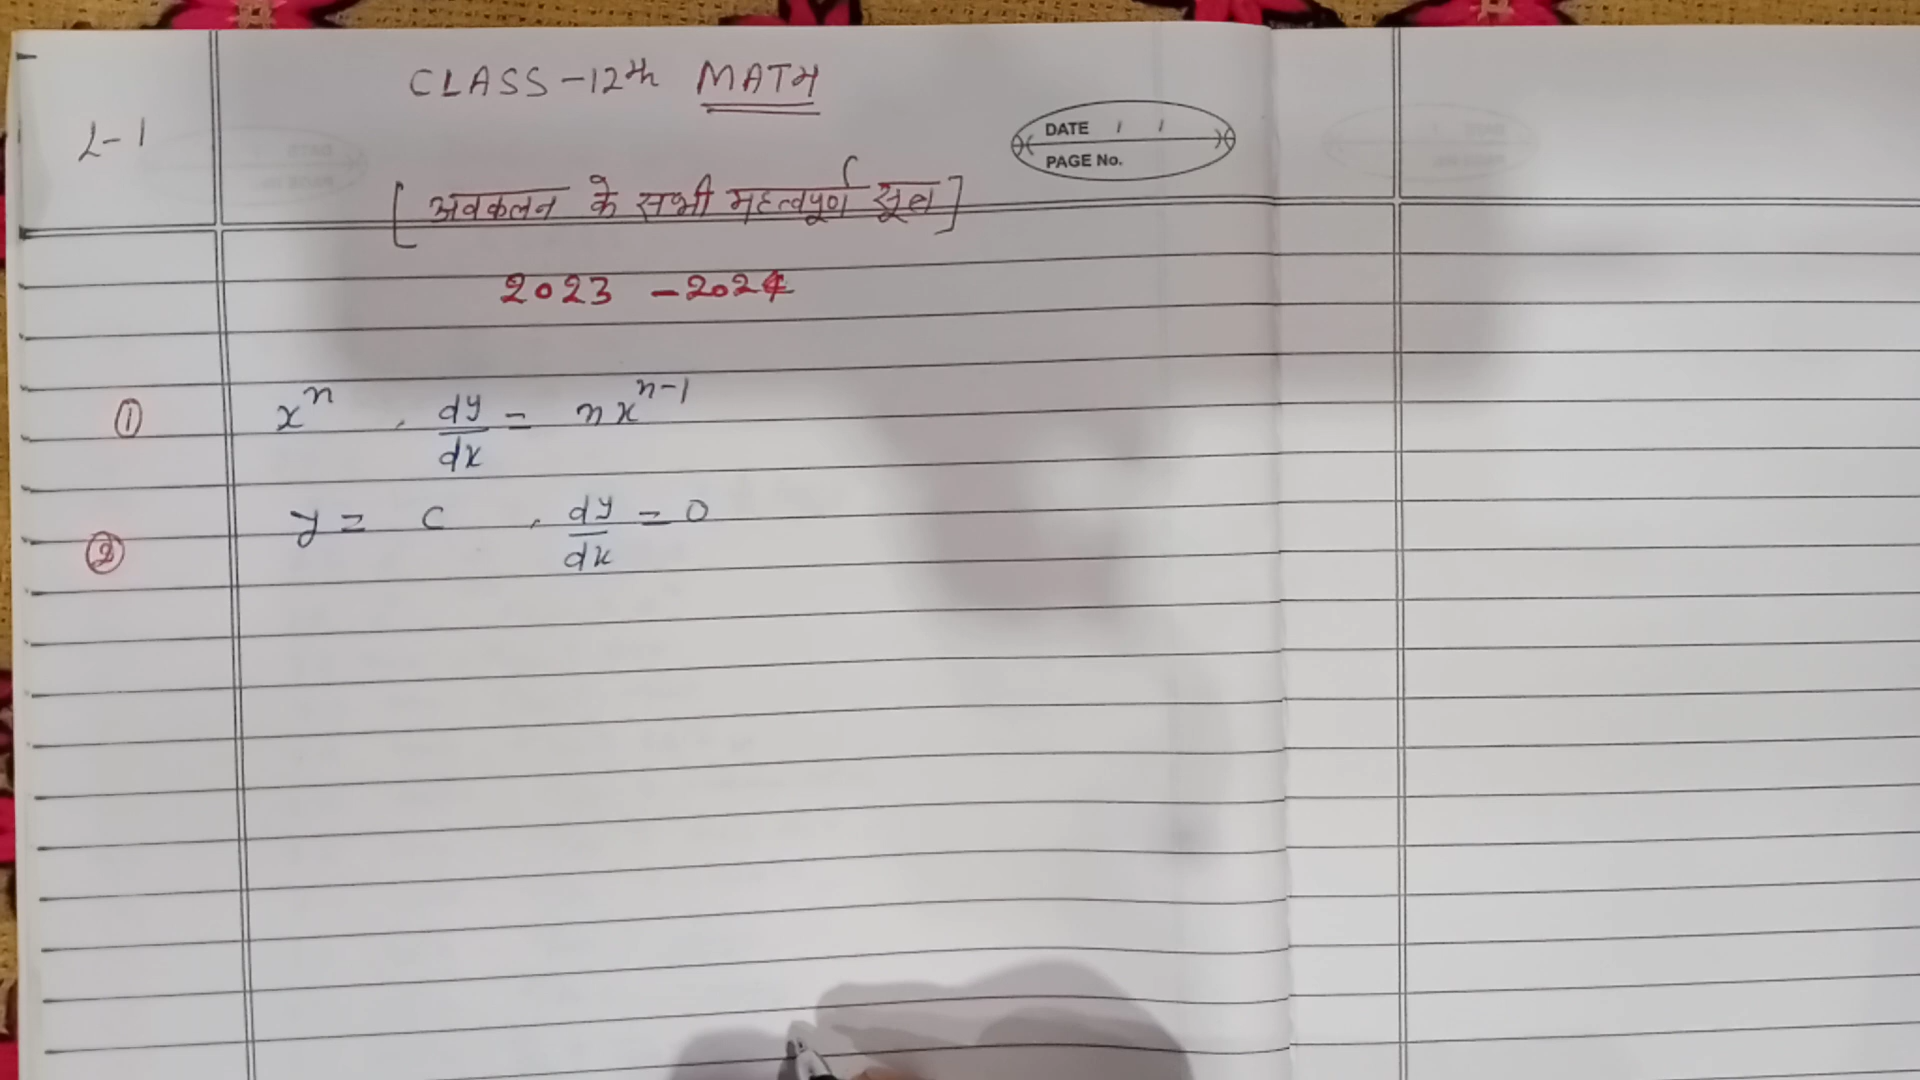 CLASS-12th MATH
L-1
DATE / /
PAGE No.
[अवकलन के सभी महत्वपूर्ण सूत्र]
2023 - 2024
① xⁿ , dy/dx = nxⁿ⁻¹
② y = c , dy/dx = 0